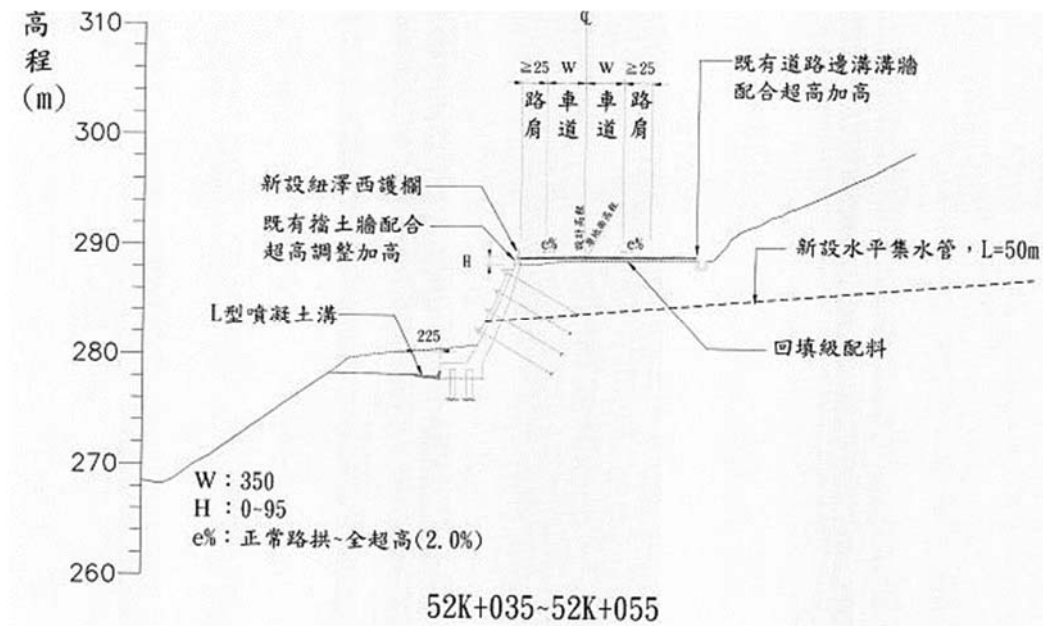 高
程
(m)
310
300
290
280
270
260
℄
≧25 W W ≧25
路肩 車道 車道 路肩
既有道路邊溝溝牆
配合超高加高
新設紐澤西護欄
既有擋土牆配合
超高調整加高
H
e%
設計高程
e%
新設水平集水管，L=50m
L型噴凝土溝
225
回填級配料
W：350
H：0~95
e%：正常路拱~全超高(2.0%)
52K+035~52K+055